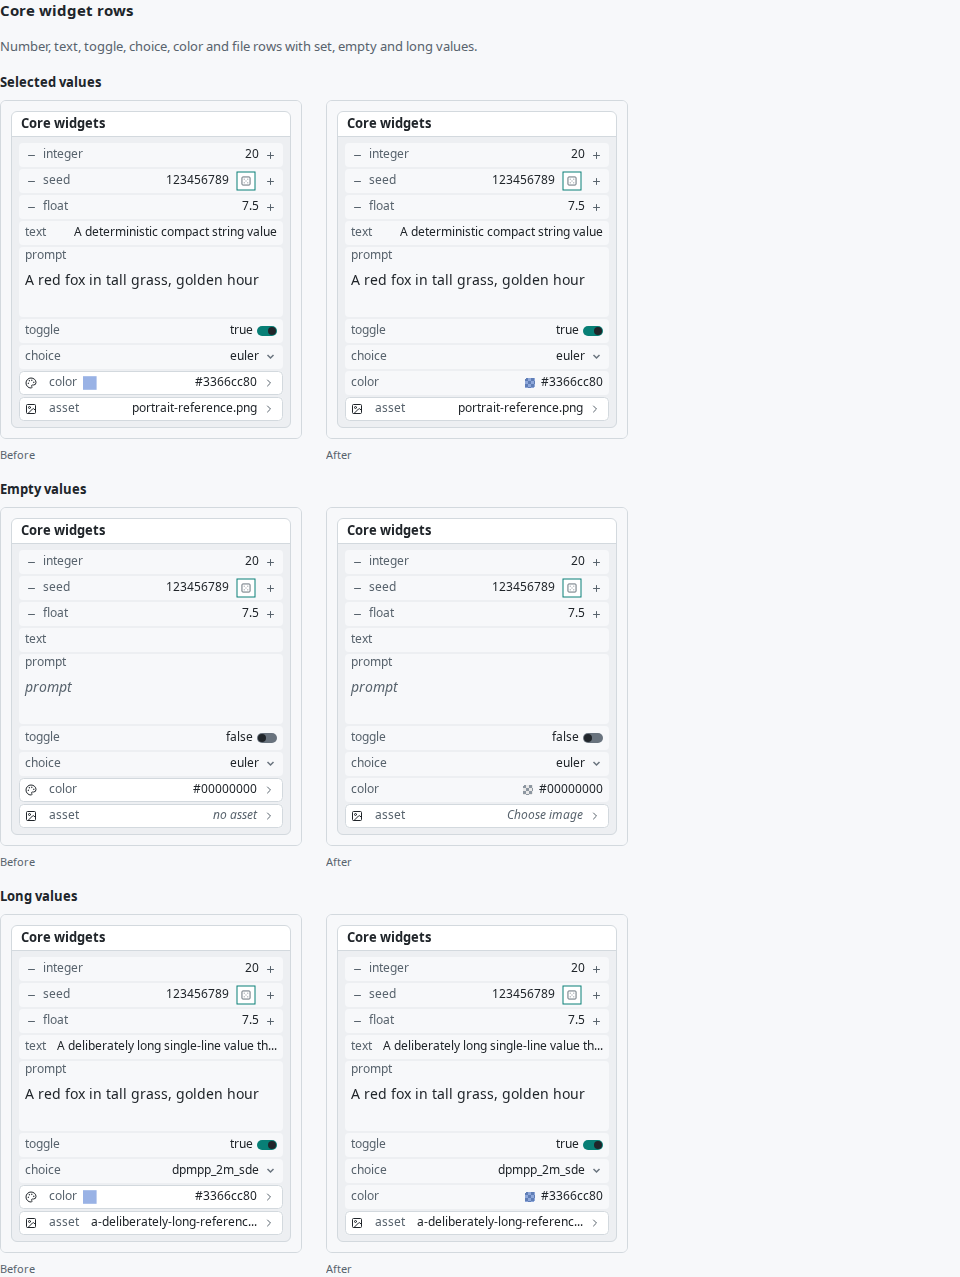 Core widget rows
Number, text, toggle, choice, color and file rows with set, empty and long values.
Selected values
Core widgets
integer 20
seed 123456789
float 7.5
text A deterministic compact string value
prompt
A red fox in tall grass, golden hour
toggle true
choice euler
color #3366cc80
asset portrait-reference.png
Before
Core widgets
integer 20
seed 123456789
float 7.5
text A deterministic compact string value
prompt
A red fox in tall grass, golden hour
toggle true
choice euler
color #3366cc80
asset portrait-reference.png
After
Empty values
Core widgets
integer 20
seed 123456789
float 7.5
text
prompt
prompt
toggle false
choice euler
color #00000000
asset no asset
Before
Core widgets
integer 20
seed 123456789
float 7.5
text
prompt
prompt
toggle false
choice euler
color #00000000
asset Choose image
After
Long values
Core widgets
integer 20
seed 123456789
float 7.5
text A deliberately long single-line value th...
prompt
A red fox in tall grass, golden hour
toggle true
choice dpmpp_2m_sde
color #3366cc80
asset a-deliberately-long-referenc...
Before
Core widgets
integer 20
seed 123456789
float 7.5
text A deliberately long single-line value th...
prompt
A red fox in tall grass, golden hour
toggle true
choice dpmpp_2m_sde
color #3366cc80
asset a-deliberately-long-referenc...
After